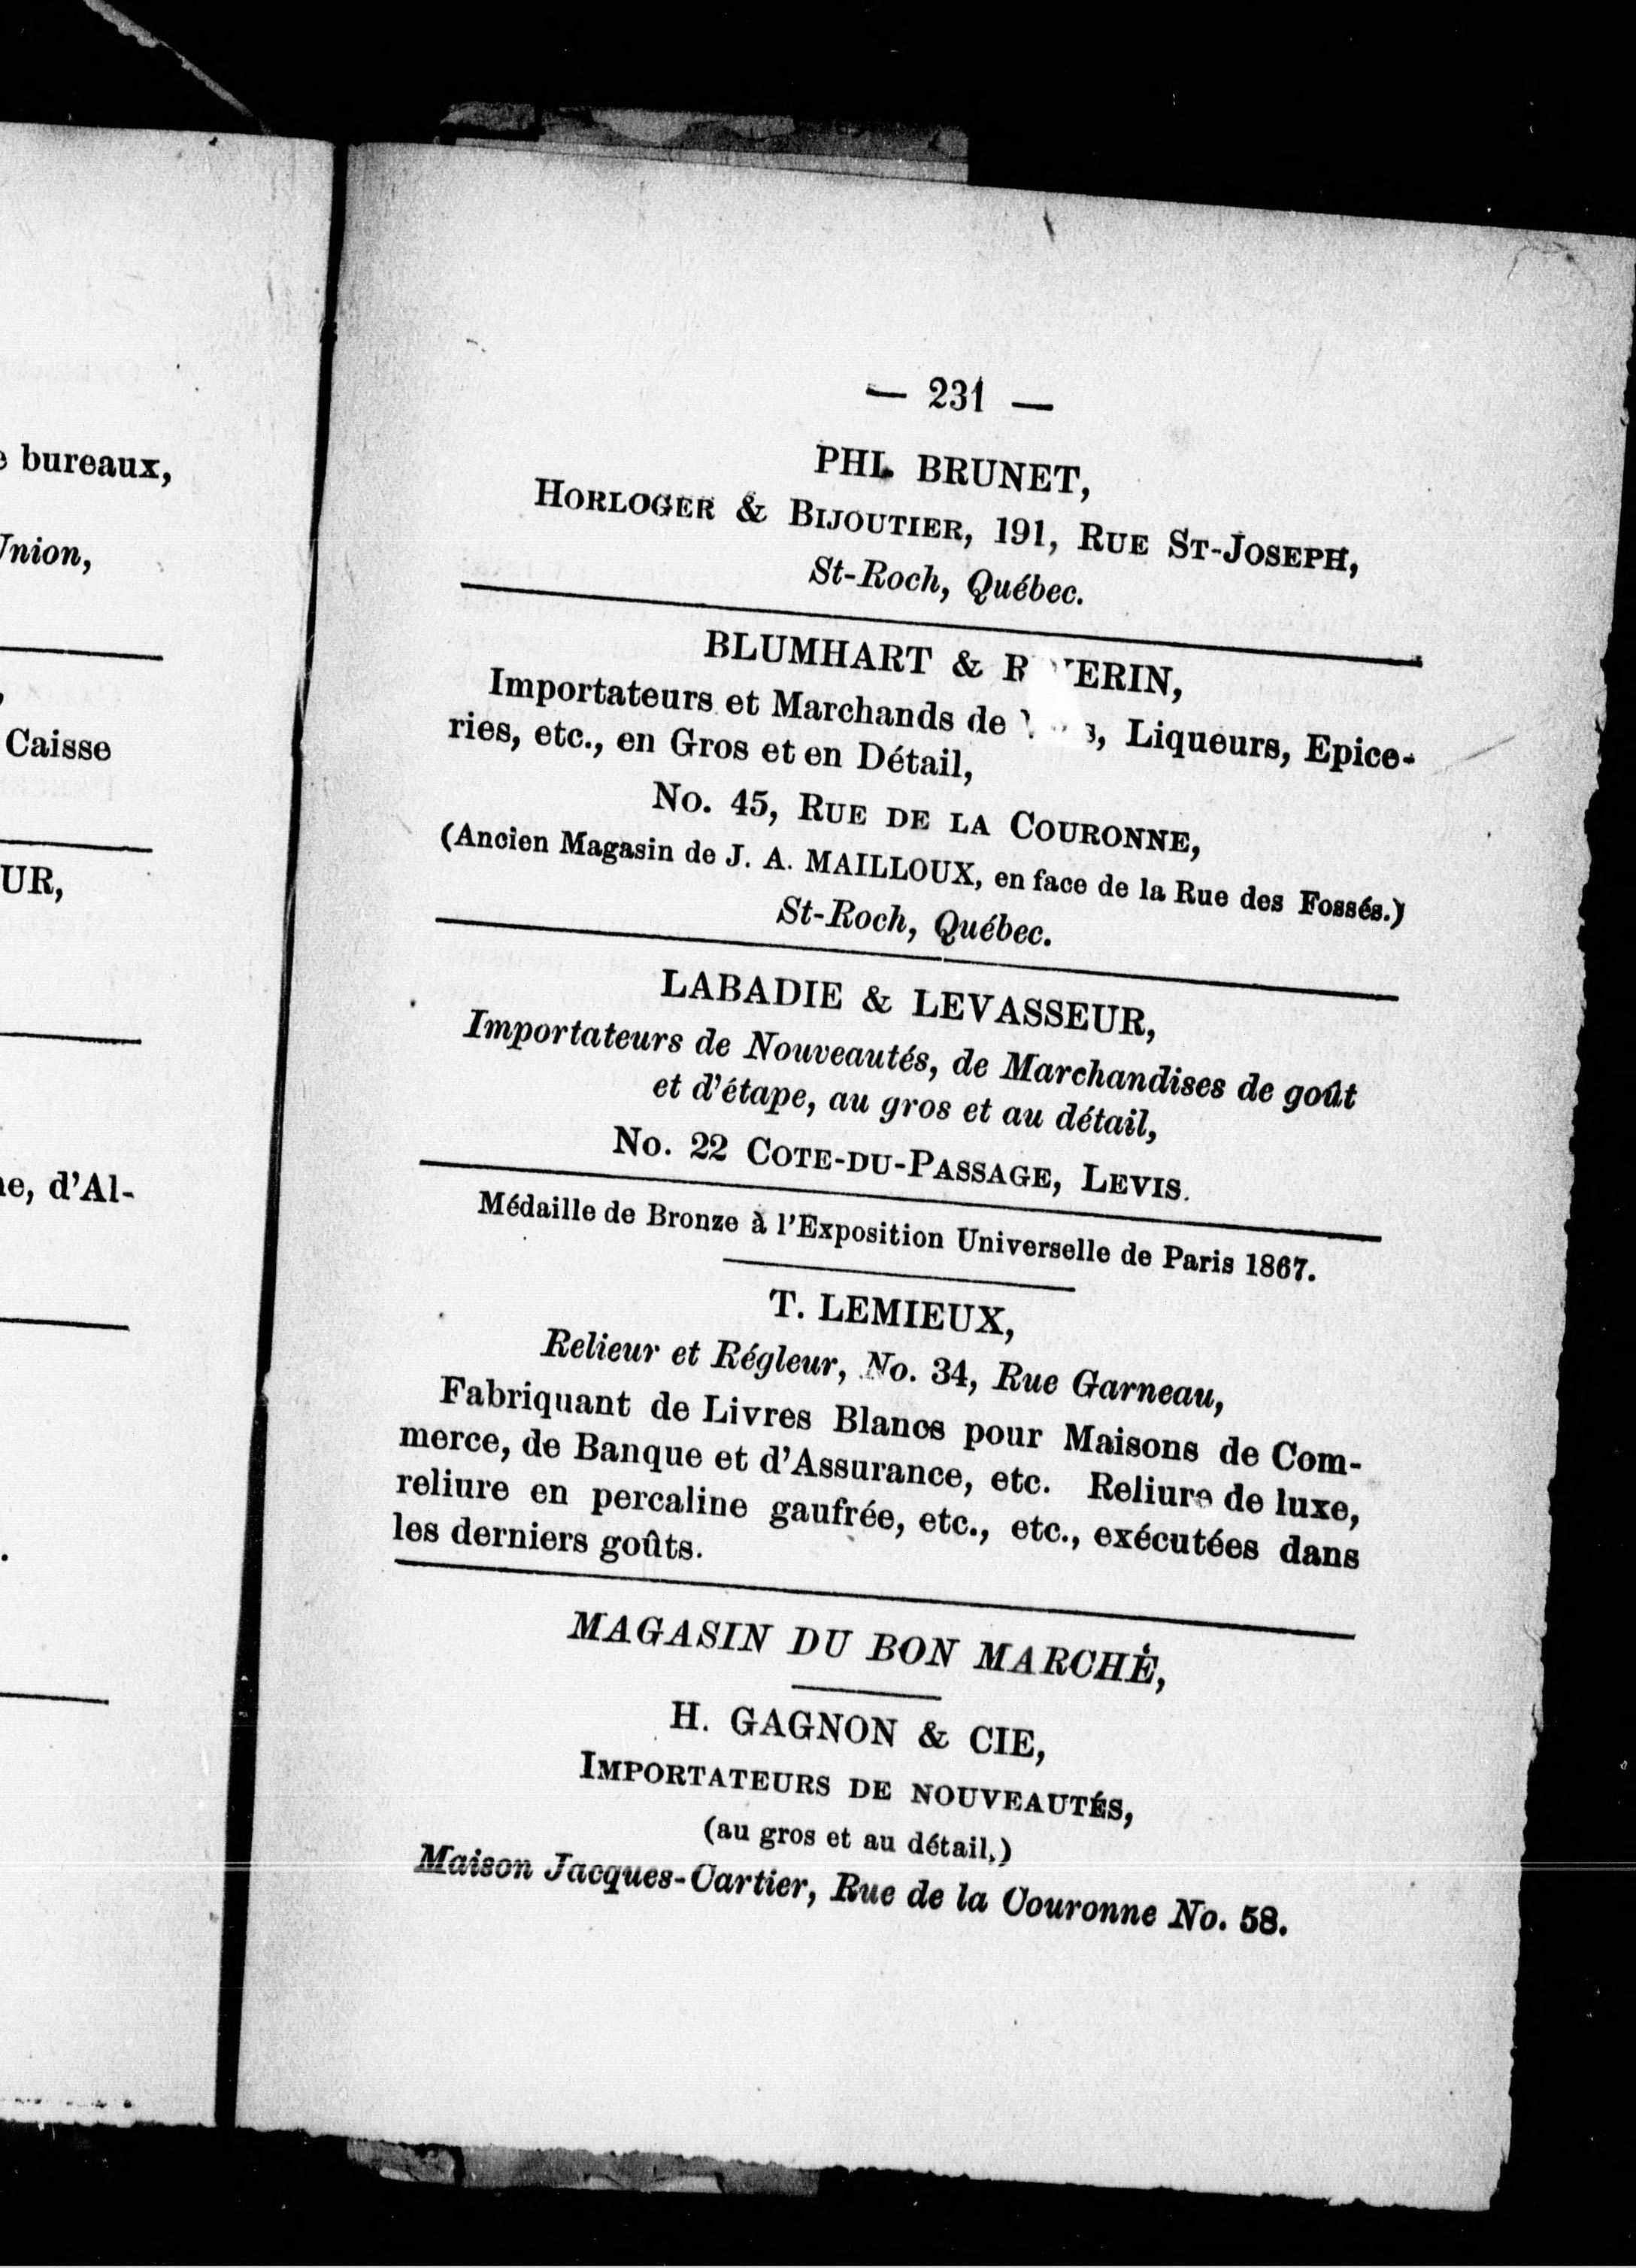 bureaux,
Union,
Caisse
UR,
d'Al-
— 231 —
PHL BRUNET,
HORLOGER & BIJOUTIER, 191, RUE ST-JOSEPH,
St-Roch, Québec.
BLUMHART &
Importateurs et Marchands de Liqueurs, Epice-
ries, etc., en Gros et en Détail,
No. 45, RUE DE LA COURONNE,
(Ancien Magasin de J. A. MAILLOUX, en face de la Rue des Fossés.)
St-Roch, Québec.
LABADIE & LEVASSEUR,
Importateurs de Nouveautés, de Marchandises de goût
et d'étape, au gros et au détail,
No. 22 COTE-DU-PASSAGE, LEVIS.
Médaille de Bronze à l'Exposition Universelle de Paris 1867.
T. LEMIEUX,
Relieur et Régleur, No. 34, Rue Garneau,
Fabriquant de Livres Blancs pour Maisons de Com-
merce, de Banque et d'Assurance, etc. Reliure de luxe,
reliure en percaline gaufrée, etc., etc., exécutées dans
les derniers goûts.
MAGASIN DU BON MARCHÉ,
H. GAGNON & CIE,
IMPORTATEURS DE NOUVEAUTÉS,
(au gros et au détail,)
Maison Jacques-Cartier, Rue de la Couronne No. 58.